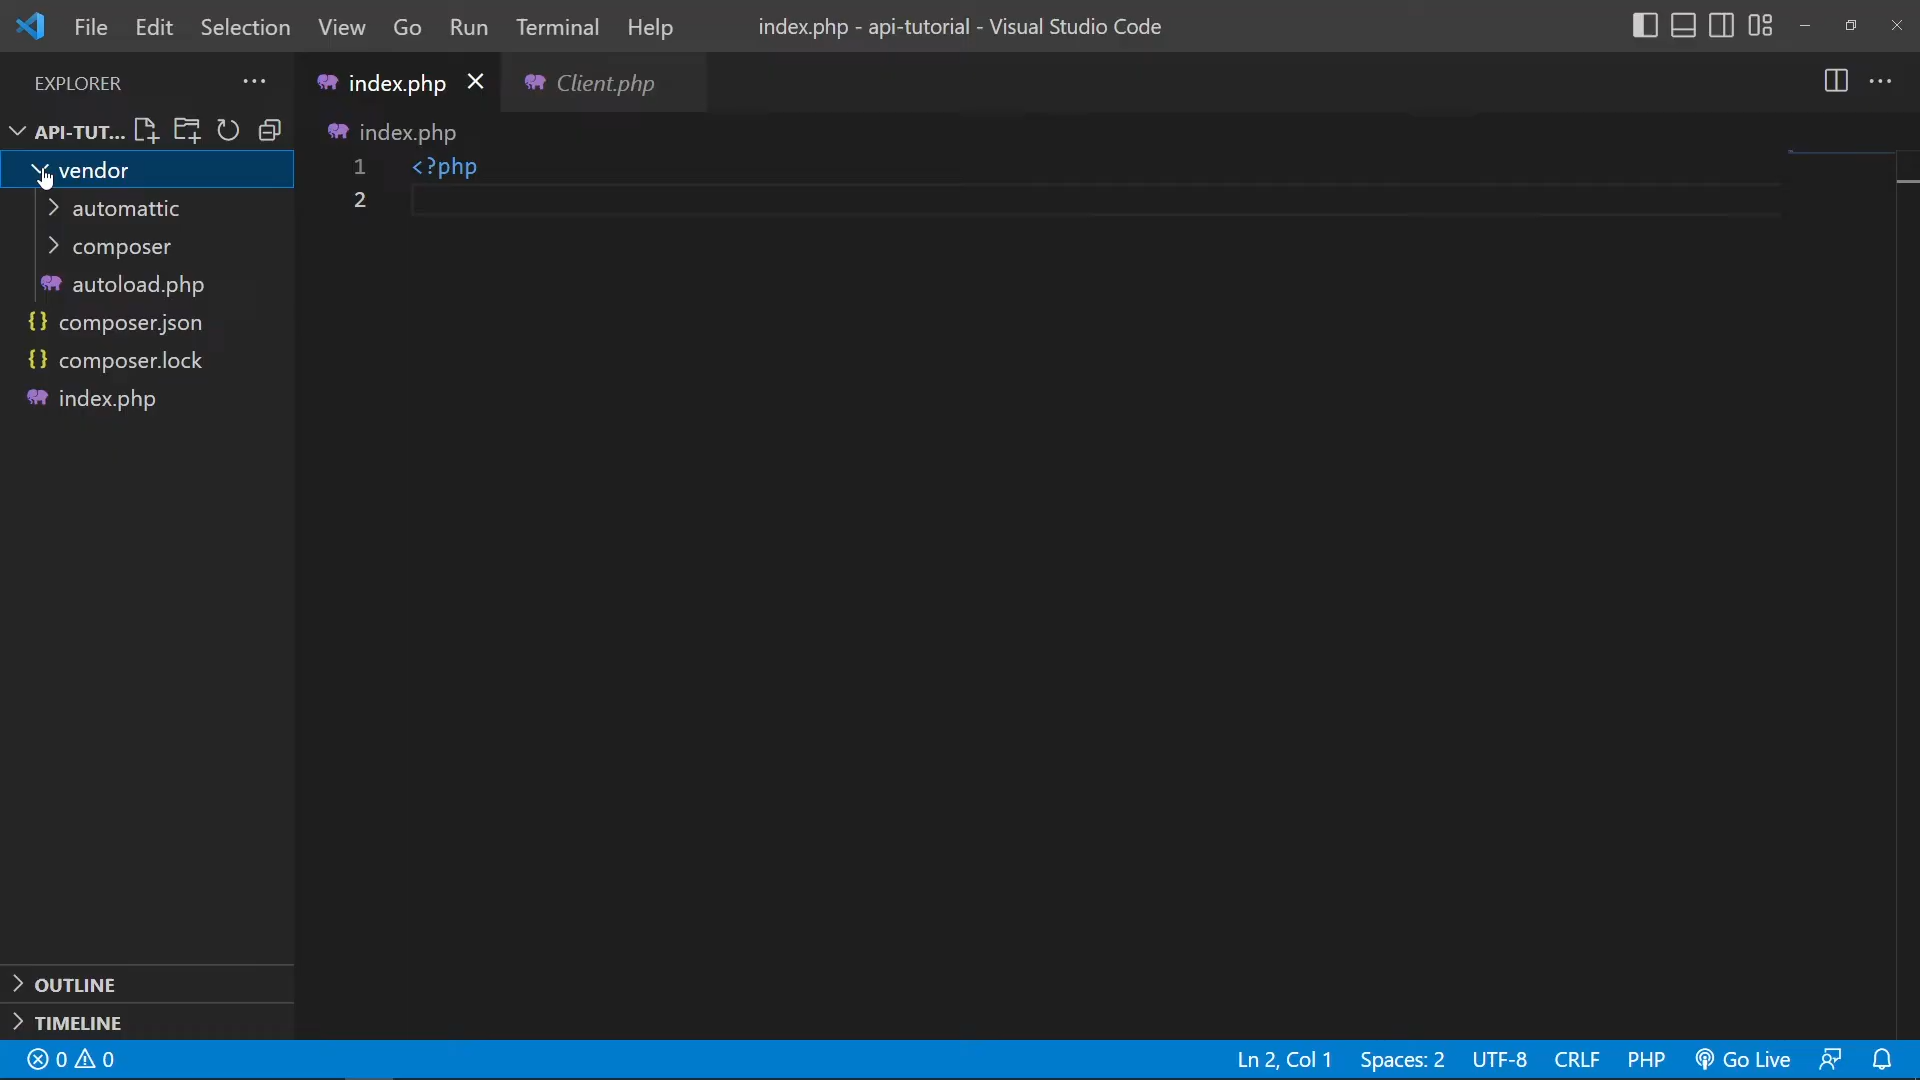 File Edit Selection View Go Run Terminal Help index.php - api-tutorial - Visual Studio Code
EXPLORER
index.php
Client.php
API-TUT...
index.php
vendor
automattic
composer
autoload.php
composer.json
composer.lock
index.php
1 <?php
2
OUTLINE
TIMELINE
0 0 Ln 2, Col 1 Spaces: 2 UTF-8 CRLF PHP Go Live